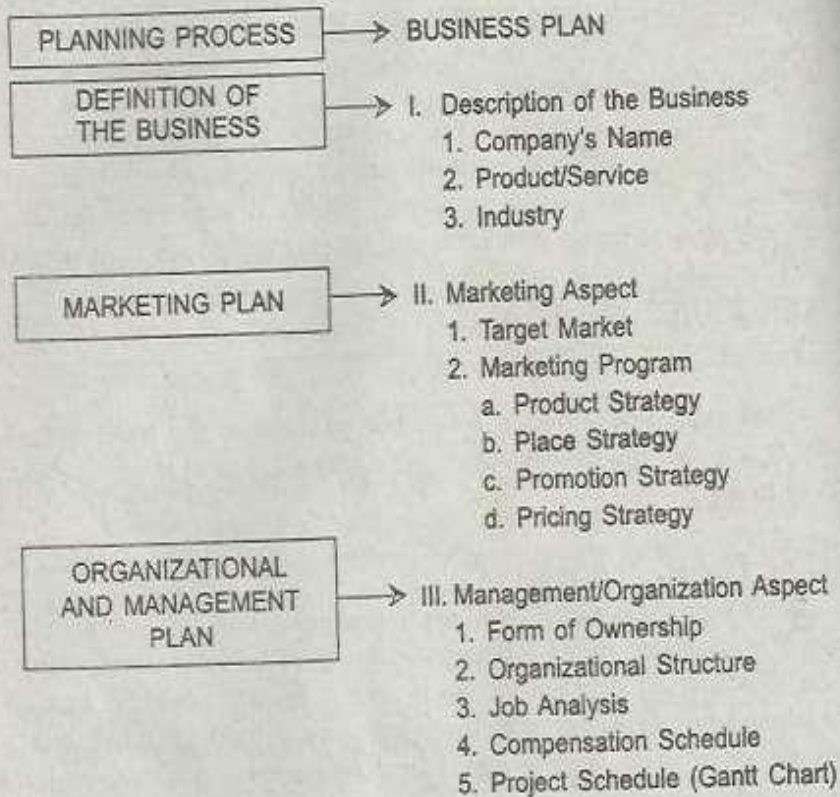 PLANNING PROCESS
BUSINESS PLAN
DEFINITION OF
THE BUSINESS
I. Description of the Business
1. Company's Name
2. Product/Service
3. Industry
MARKETING PLAN
II. Marketing Aspect
1. Target Market
2. Marketing Program
a. Product Strategy
b. Place Strategy
c. Promotion Strategy
d. Pricing Strategy
ORGANIZATIONAL
AND MANAGEMENT
PLAN
III. Management/Organization Aspect
1. Form of Ownership
2. Organizational Structure
3. Job Analysis
4. Compensation Schedule
5. Project Schedule (Gantt Chart)